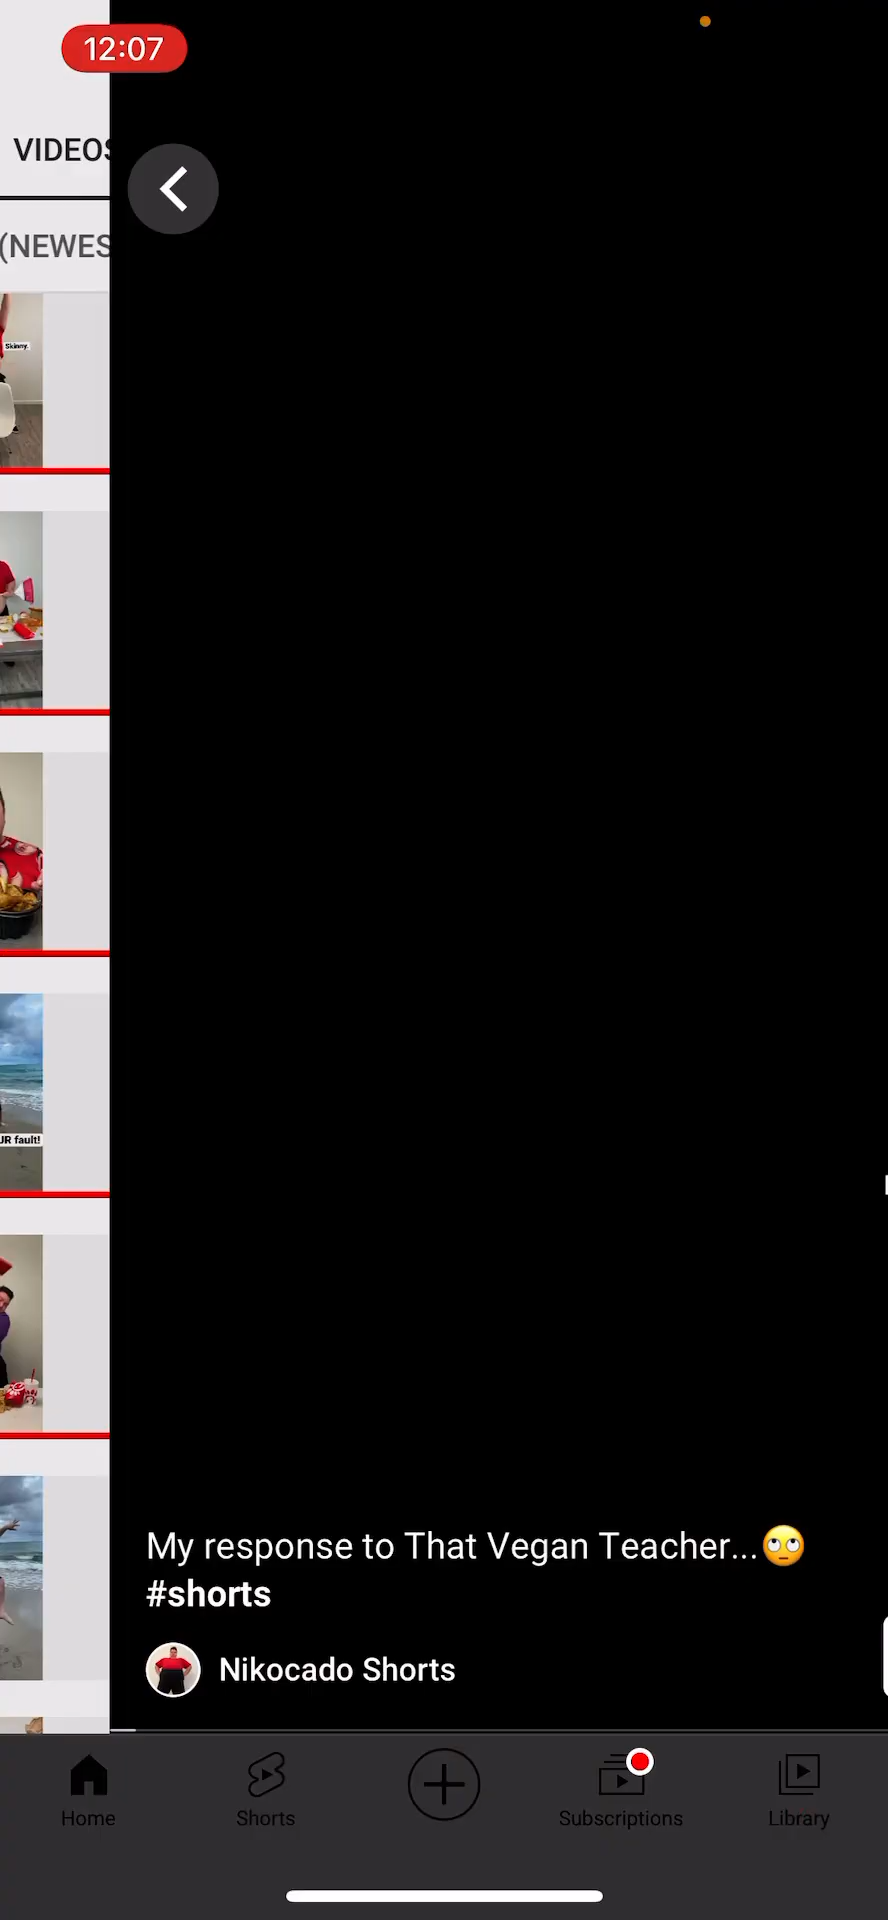 12:07
VIDEOS
(NEWES
Skinny.
UR fault!
My response to That Vegan Teacher...🙄
#shorts
Nikocado Shorts
Home
Shorts
Subscriptions
Library